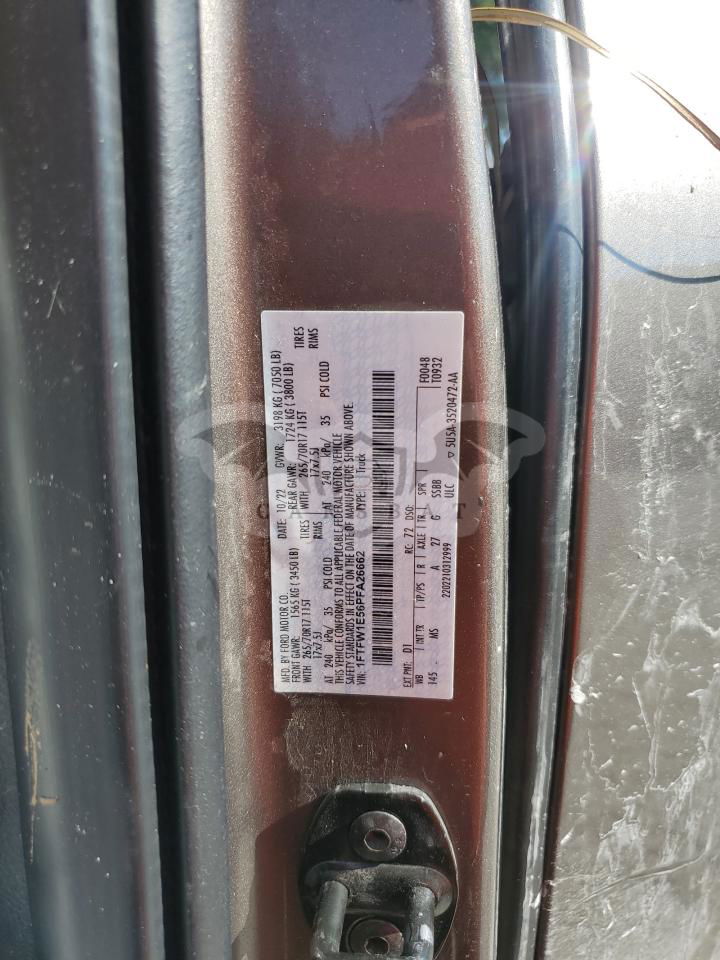 MFD. BY FORD MOTOR CO. DATE: 10/22 GVWR: 3198 KG ( 7050 LB)
FRONT GAWR: 1565 KG ( 3450 LB) REAR GAWR: 1724 KG ( 3800 LB)
WITH 265/70R17 115T TIRES WITH 265/70R17 115T TIRES
17x7.5J RIMS 17x7.5J RIMS
AT 240 kPa/ 35 PSI COLD AT 240 kPa/ 35 PSI COLD
THIS VEHICLE CONFORMS TO ALL APPLICABLE FEDERAL MOTOR VEHICLE
SAFETY STANDARDS IN EFFECT ON THE DATE OF MANUFACTURE SHOWN ABOVE.
VIN: 1FTFW1E56PFA26662 TYPE: Truck
EXT PNT: D1 RC: 72 DSO: F0048
WB INT TR TP/PS R AXLE TR SPR T0932
145 MS A 27 G SSBB
2202210312999 ULC ▽ 5U5A-3520472-AA